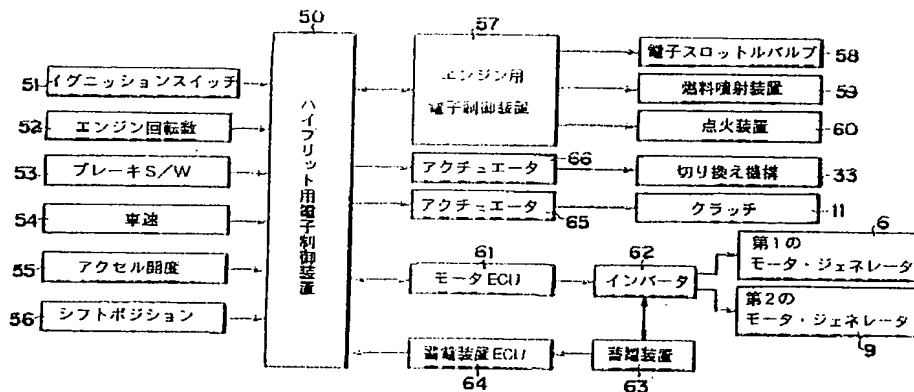 50
57
51
イグニッションスイッチ
52
エンジン回転数
53
ブレーキS/W
54
車速
55
アクセル開度
56
シフトポジション
ハイブリット用電子制御装置
エンジン用
電子制御装置
電子スロットルバルブ
58
燃料噴射装置
59
点火装置
60
アクチュエータ
66
切り換え機構
33
アクチュエータ
65
クラッチ
11
61
モータECU
62
インバータ
6
第1の
モータ・ジェネレータ
第2の
モータ・ジェネレータ
9
蓄電装置ECU
64
蓄電装置
63